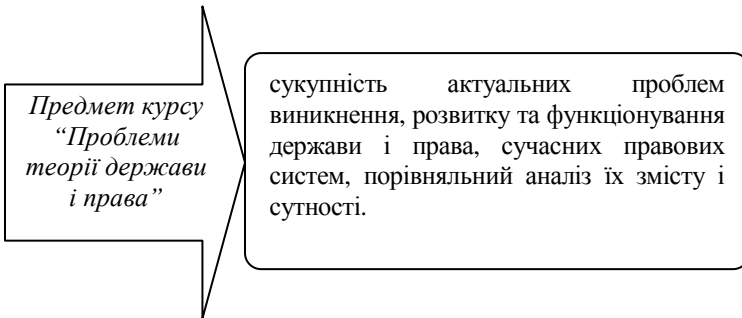 Предмет курсу
“Проблеми
теорії держави
і права”
сукупність актуальних проблем
виникнення, розвитку та функціонування
держави і права, сучасних правових
систем, порівняльний аналіз їх змісту і
сутності.